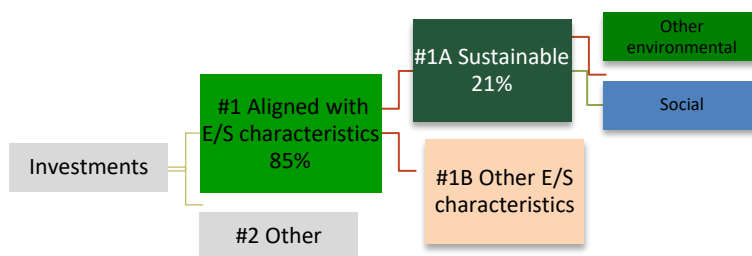 Investments
#1 Aligned with
E/S characteristics
85%
#2 Other
#1A Sustainable
21%
#1B Other E/S
characteristics
Other
environmental
Social